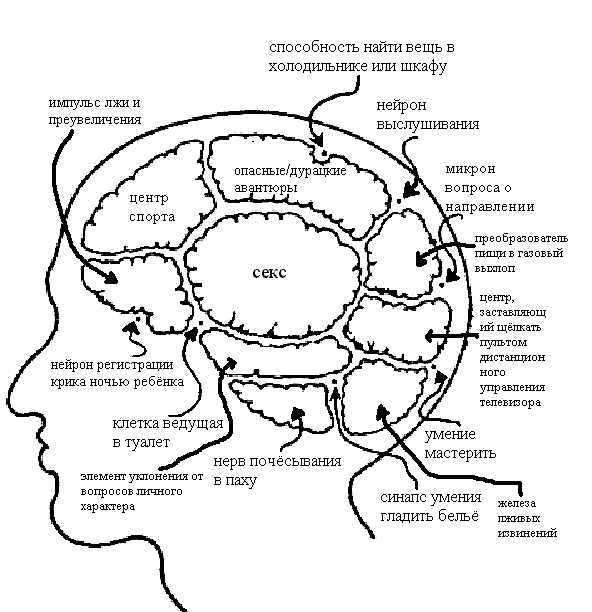 способность найти вещь в
холодильнике или шкафу
импульс лжи и
преувеличения
нейрон
выслушивания
опасные/дурацкие
авантюры
микрон
вопроса о
направлении
центр
спорта
преобразователь
пищи в газовый
выхлоп
секс
центр,
заставляющ
ий щёлкать
пультом
дистанцион
ного
управления
телевизора
нейрон регистрации
крика ночью ребёнка
клетка ведущая
в туалет
умение
мастерить
нерв почёсывания
в паху
элемент уклонения от
вопросов личного
характера
синапс умения
гладить бельё
железа
лживых
извинений